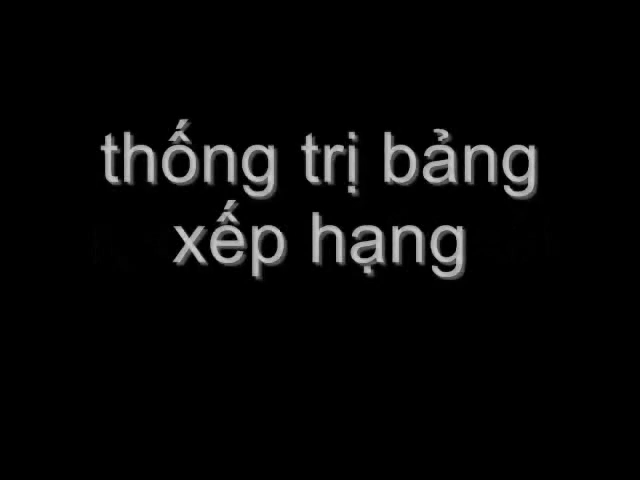 thống trị bảng
xếp hạng